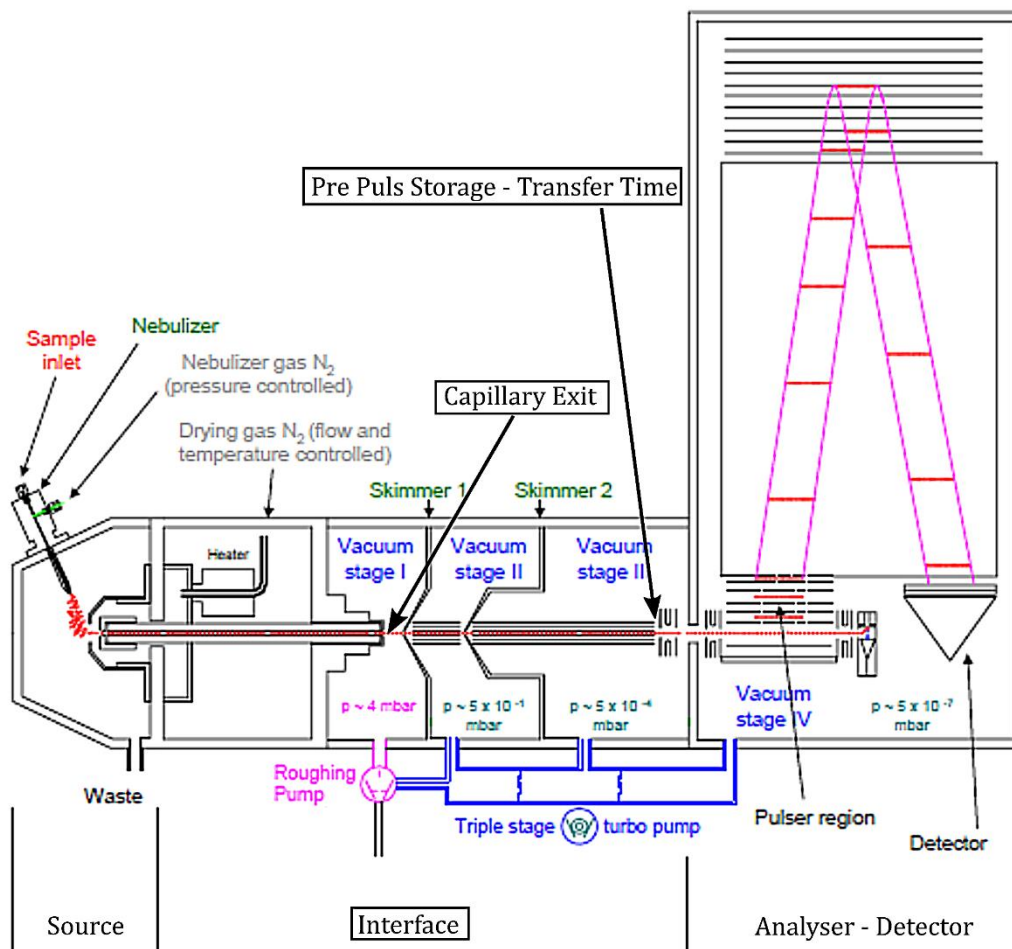 Pre Puls Storage - Transfer Time
Nebulizer
Sample
inlet
Nebulizer gas N₂
(pressure controlled)
Capillary Exit
Drying gas N₂ (flow and
temperature controlled)
Skimmer 1
Skimmer 2
Heater
Vacuum
stage I
Vacuum
stage II
Vacuum
stage II
p ~ 4 mbar
p ~ 5 x 10⁻¹
mbar
p ~ 5 x 10⁻⁴
mbar
Vacuum
stage IV
p ~ 5 x 10⁻⁷
mbar
Waste
Roughing
Pump
Triple stage
turbo pump
Pulser region
Detector
Source
Interface
Analyser - Detector